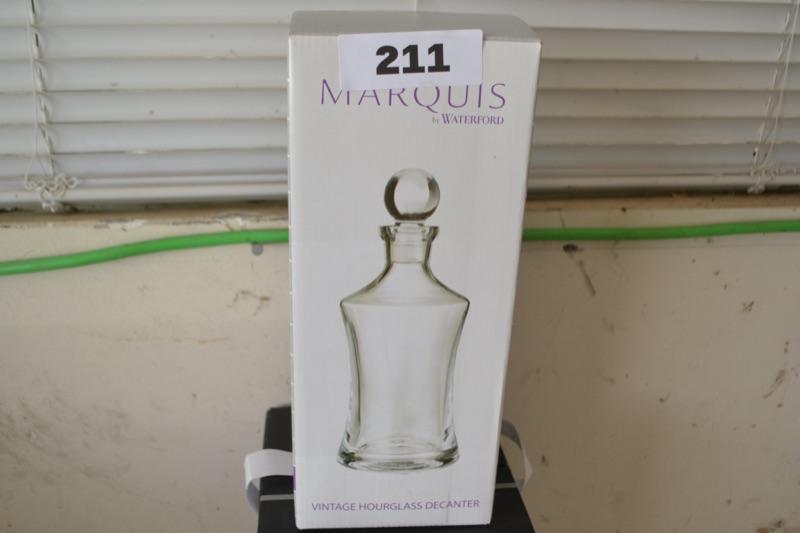 211
MARQUIS
by WATERFORD
VINTAGE HOURGLASS DECANTER